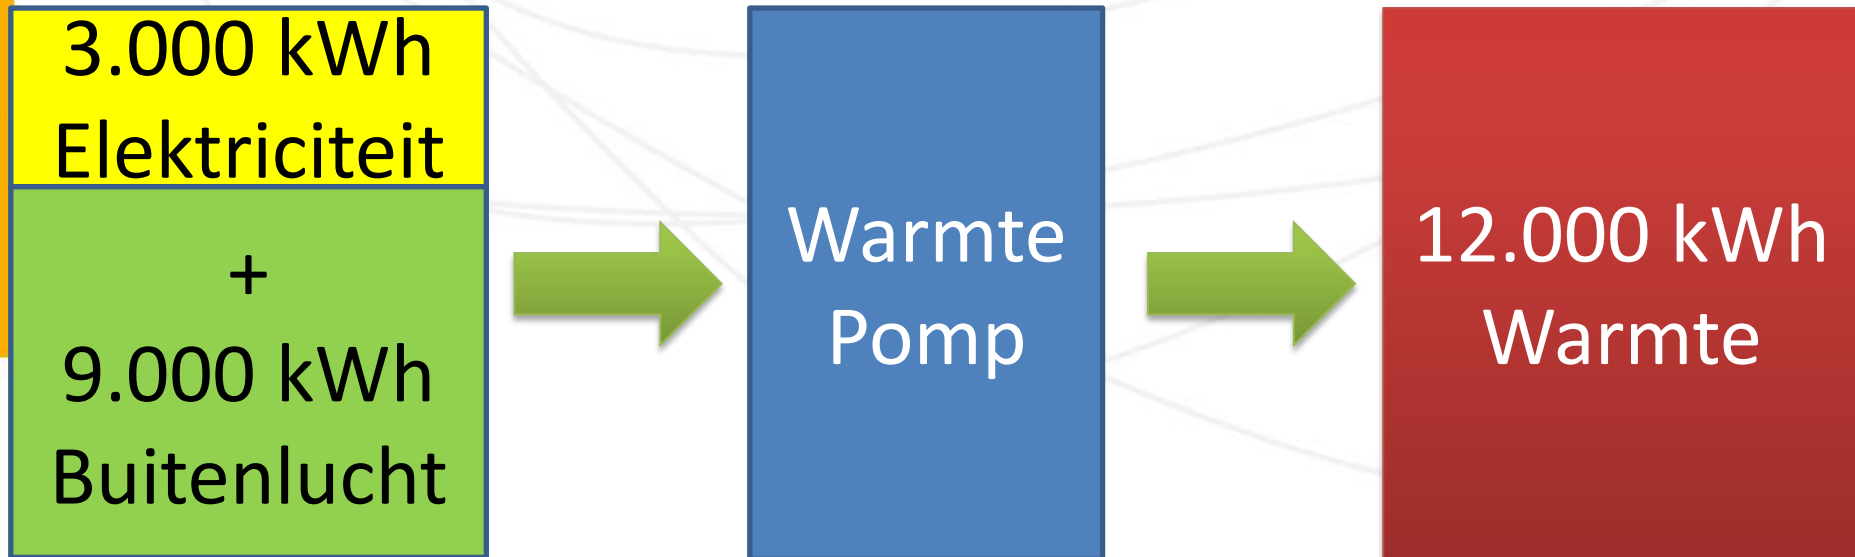 3.000 kWh
Elektriciteit
+
9.000 kWh
Buitenlucht
Warmte
Pomp
12.000 kWh
Warmte